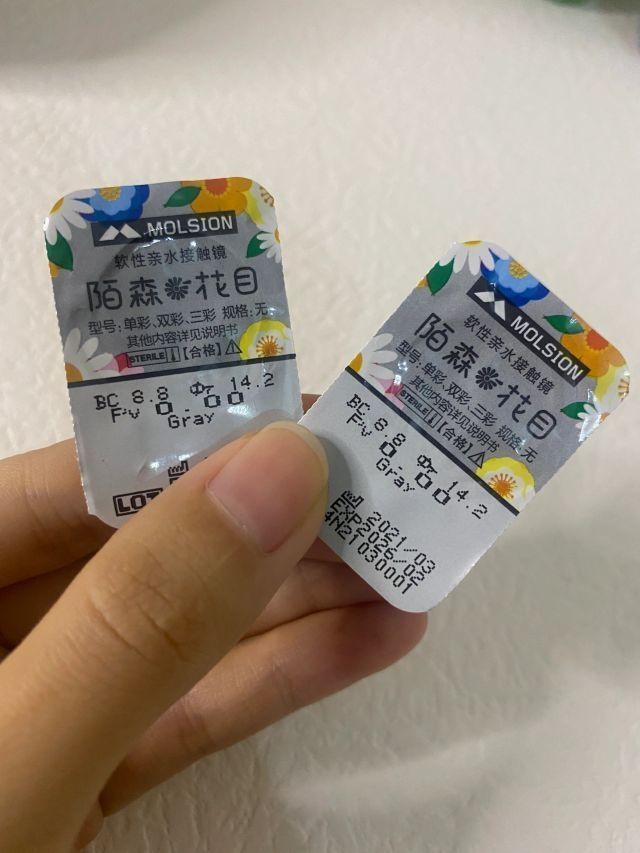 MOLSION
软性亲水接触镜
陌森花目
型号:单彩、双彩、三彩 规格:无
其他内容详见说明书
STERILE 【合格】
BC 8.8 ΦT 14.2
F'v 0.00
Gray
LOT
MOLSION
软性亲水接触镜
陌森花目
型号:单彩、双彩、三彩 规格:无
其他内容详见说明书
STERILE 【合格】
BC 8.8 ΦT 14.2
F'v 0.00
Gray
2021/03
EXP2026/02
4N21030001